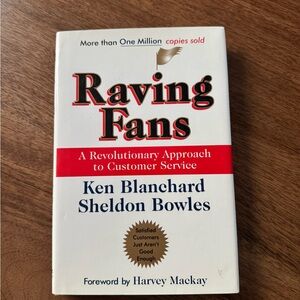 More than One Million copies sold
Raving
Fans
A Revolutionary Approach
to Customer Service
Ken Blanchard
Sheldon Bowles
Satisfied
Customers
Just Aren't
Good
Enough
Foreword by Harvey Mackay